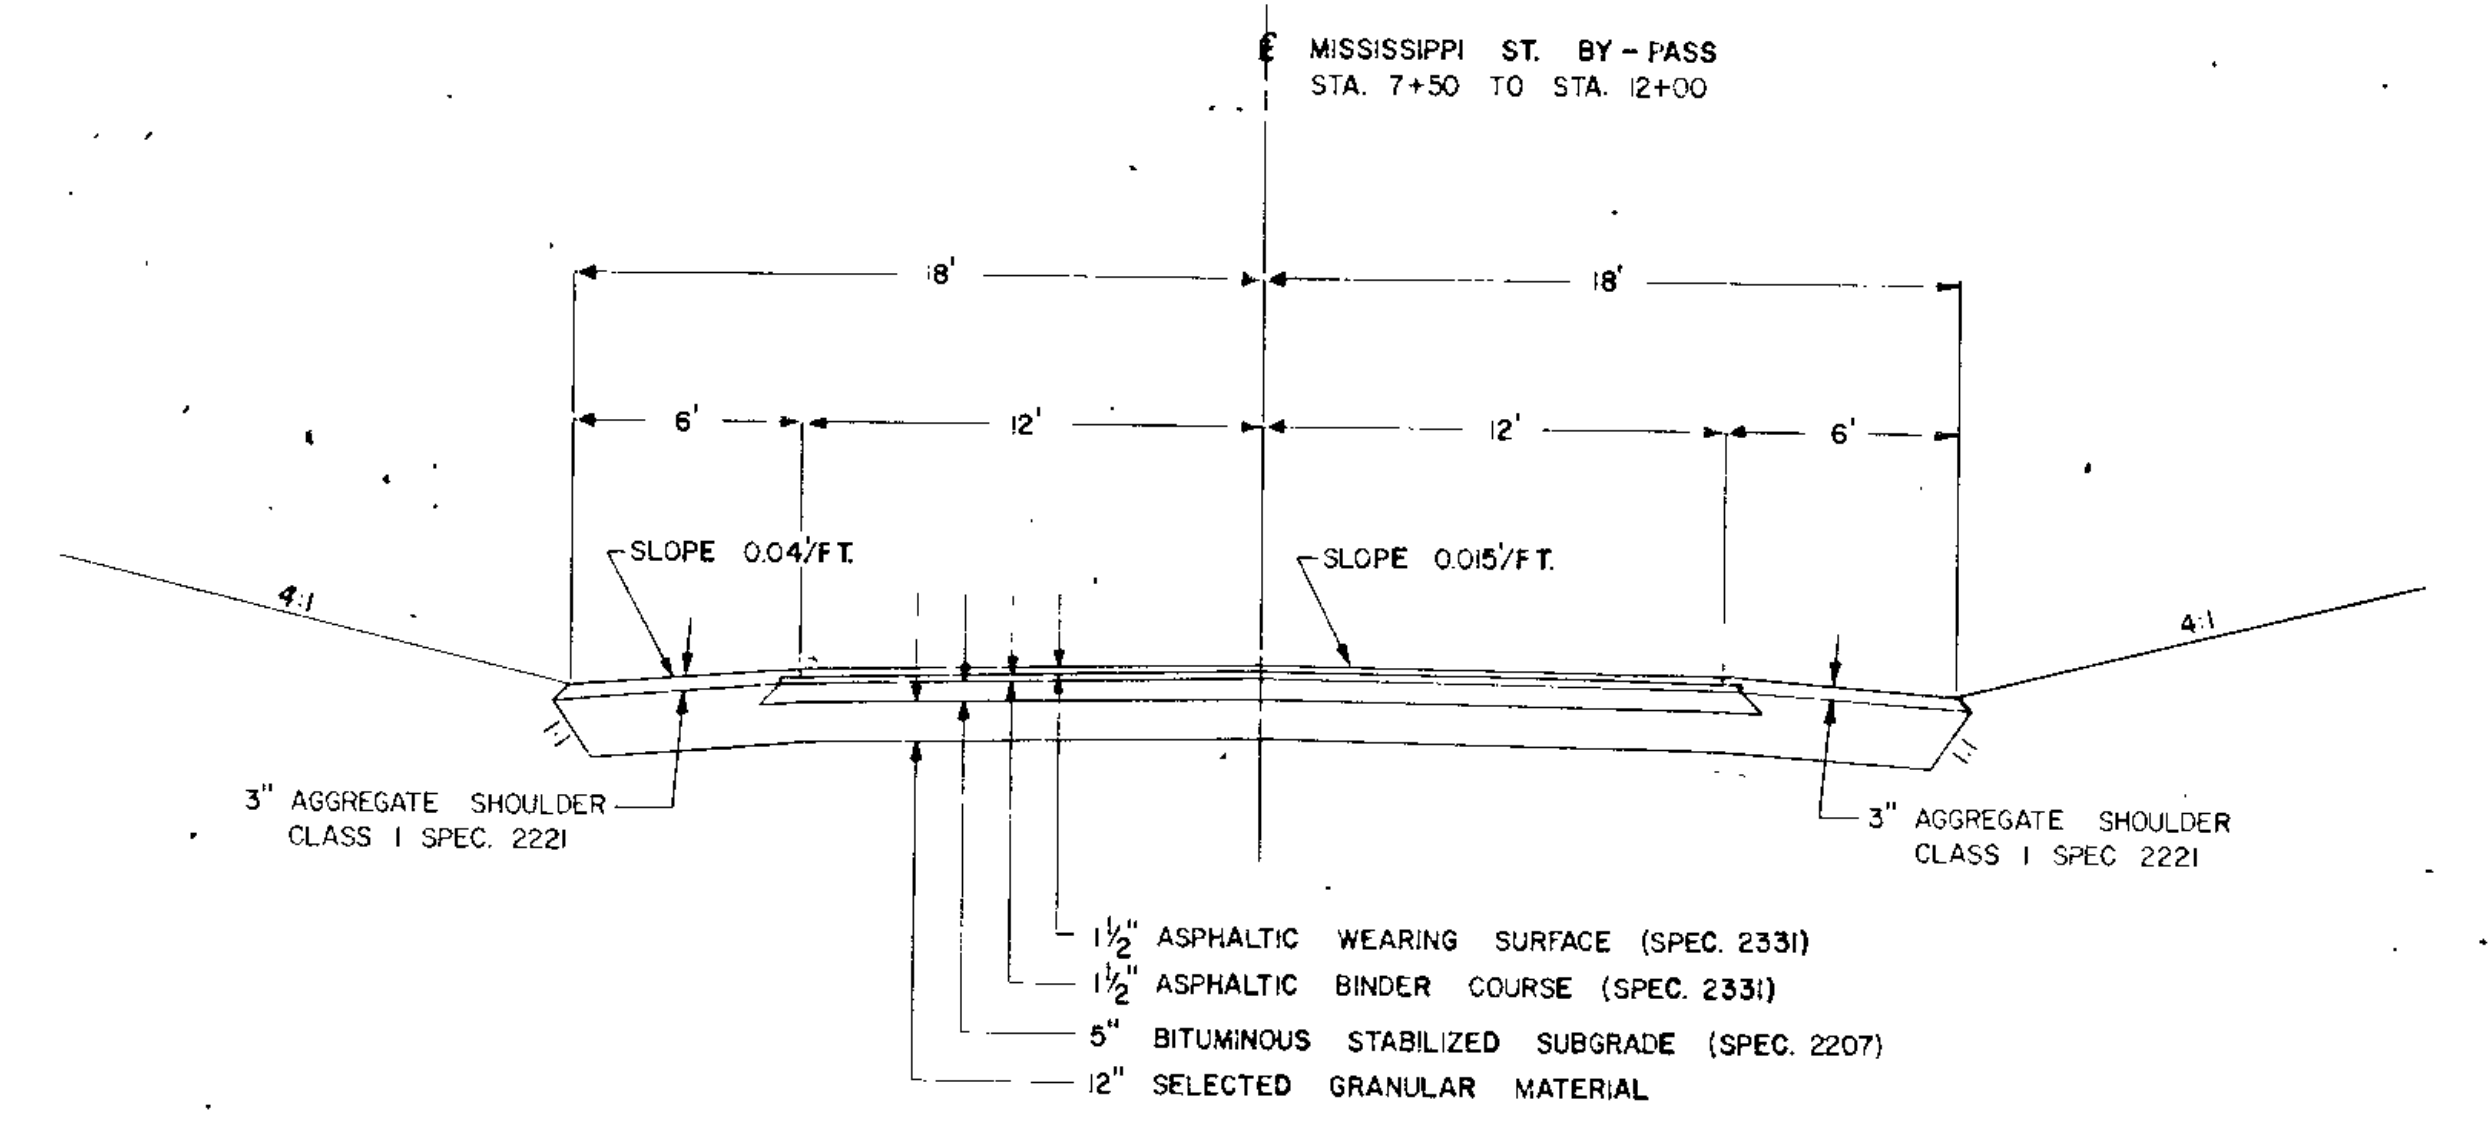 ℄ MISSISSIPPI ST. BY-PASS
STA. 7+50 TO STA. 12+00
18' 18'
6' 12' 12' 6'
SLOPE 0.04'/FT. SLOPE 0.015'/FT.
4:1 4:1
1:1 1:1
3" AGGREGATE SHOULDER
CLASS 1 SPEC. 2221
3" AGGREGATE SHOULDER
CLASS 1 SPEC 2221
1½" ASPHALTIC WEARING SURFACE (SPEC. 2331)
1½" ASPHALTIC BINDER COURSE (SPEC. 2331)
5" BITUMINOUS STABILIZED SUBGRADE (SPEC. 2207)
12" SELECTED GRANULAR MATERIAL